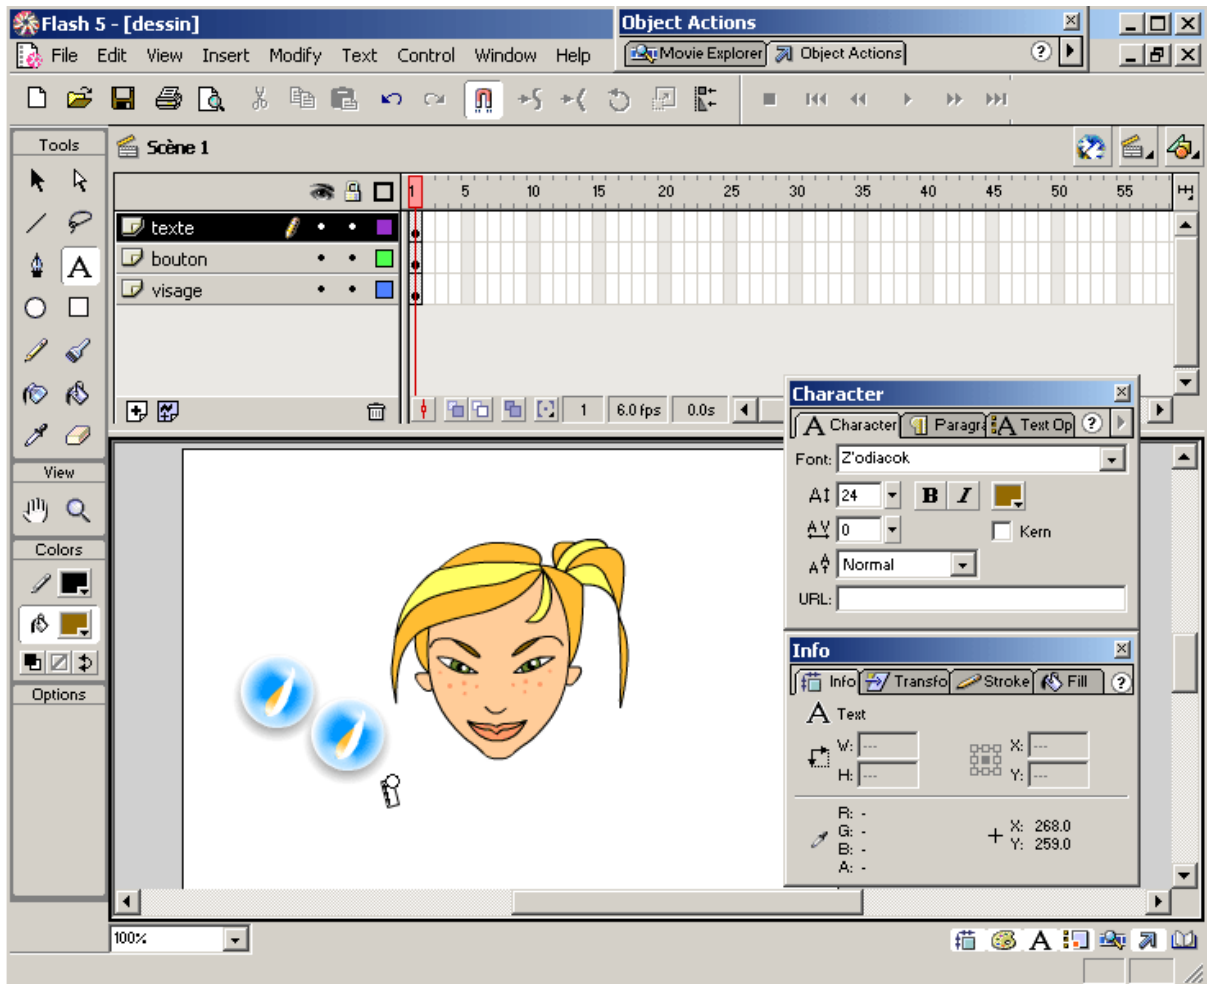 Flash 5 - [dessin]
Object Actions
File Edit View Insert Modify Text Control Window Help
Movie Explorer Object Actions ?
Tools
Scène 1
1 5 10 15 20 25 30 35 40 45 50 55
texte
bouton
visage
1 6.0 fps 0.0s
View
Colors
Options
Character
A Character Paragra A Text Op ?
Font: Z'odiacok
24 B I
0 Kern
Normal
URL:
Info
Info Transfo Stroke Fill ?
A Text
W: --- X: ---
H: --- Y: ---
R: -
G: - X: 268.0
B: - Y: 259.0
A: -
100%